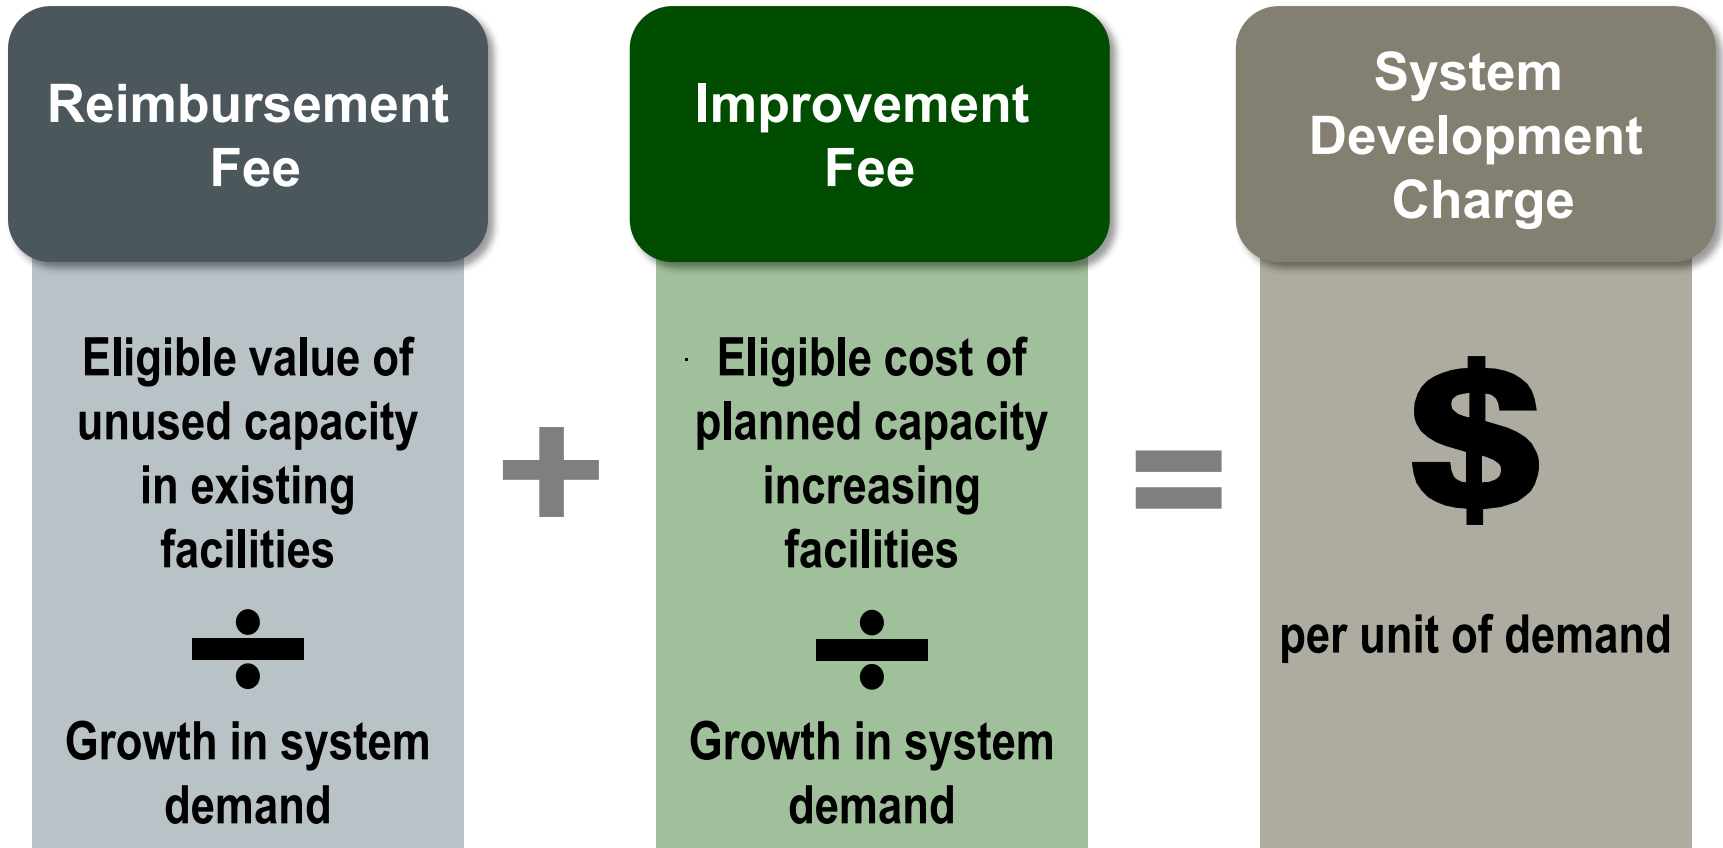 Reimbursement
Fee
Eligible value of
unused capacity
in existing
facilities
÷
Growth in system
demand
+
Improvement
Fee
Eligible cost of
planned capacity
increasing
facilities
÷
Growth in system
demand
=
System
Development
Charge
$
per unit of demand